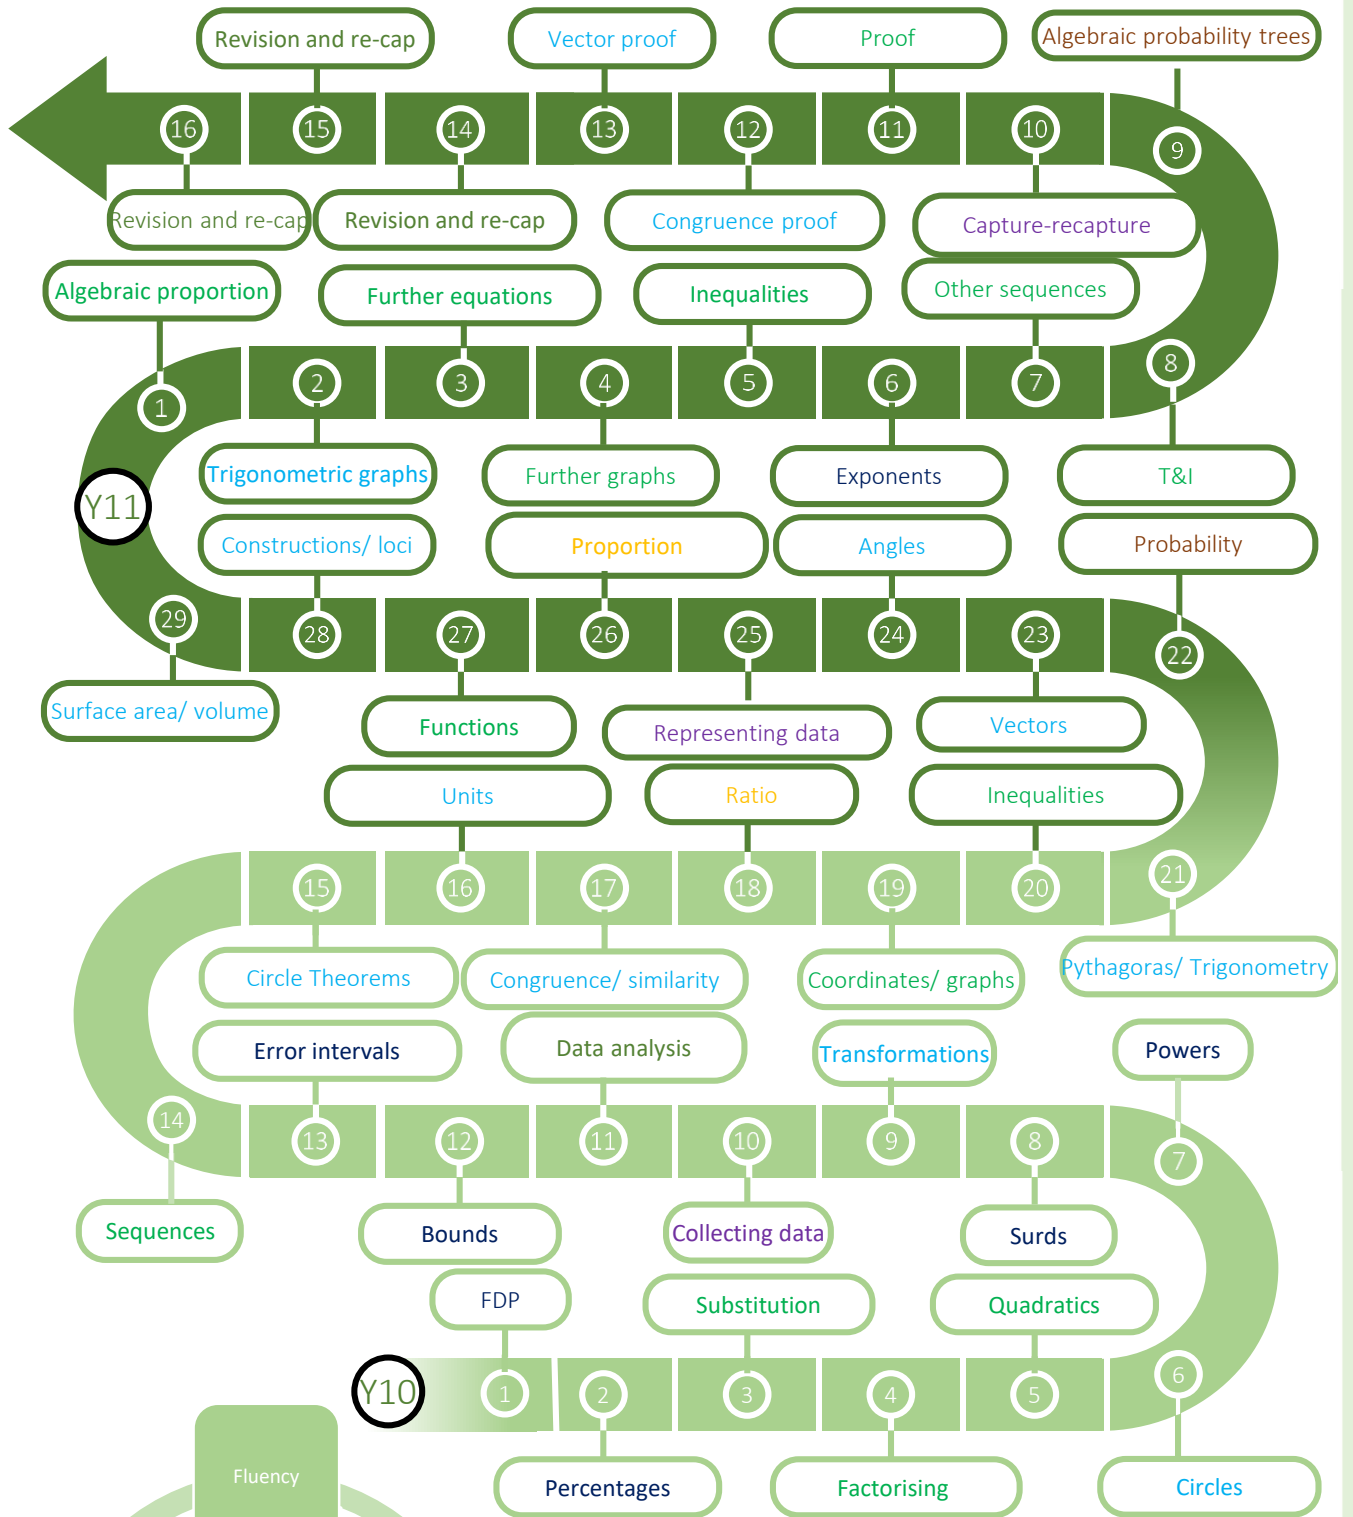 Revision and re-cap
Vector proof
Proof
Algebraic probability trees
16
15
14
13
12
11
10
9
Revision and re-cap
Revision and re-cap
Congruence proof
Capture-recapture
Algebraic proportion
Further equations
Inequalities
Other sequences
1
2
3
4
5
6
7
8
Trigonometric graphs
Further graphs
Exponents
T&I
Y11
Constructions/ loci
Proportion
Angles
Probability
29
28
27
26
25
24
23
22
Surface area/ volume
Functions
Representing data
Vectors
Units
Ratio
Inequalities
15
16
17
18
19
20
21
Circle Theorems
Congruence/ similarity
Coordinates/ graphs
Pythagoras/ Trigonometry
Error intervals
Data analysis
Transformations
Powers
14
13
12
11
10
9
8
7
Sequences
Bounds
Collecting data
Surds
FDP
Substitution
Quadratics
Y10
1
2
3
4
5
6
Fluency
Percentages
Factorising
Circles